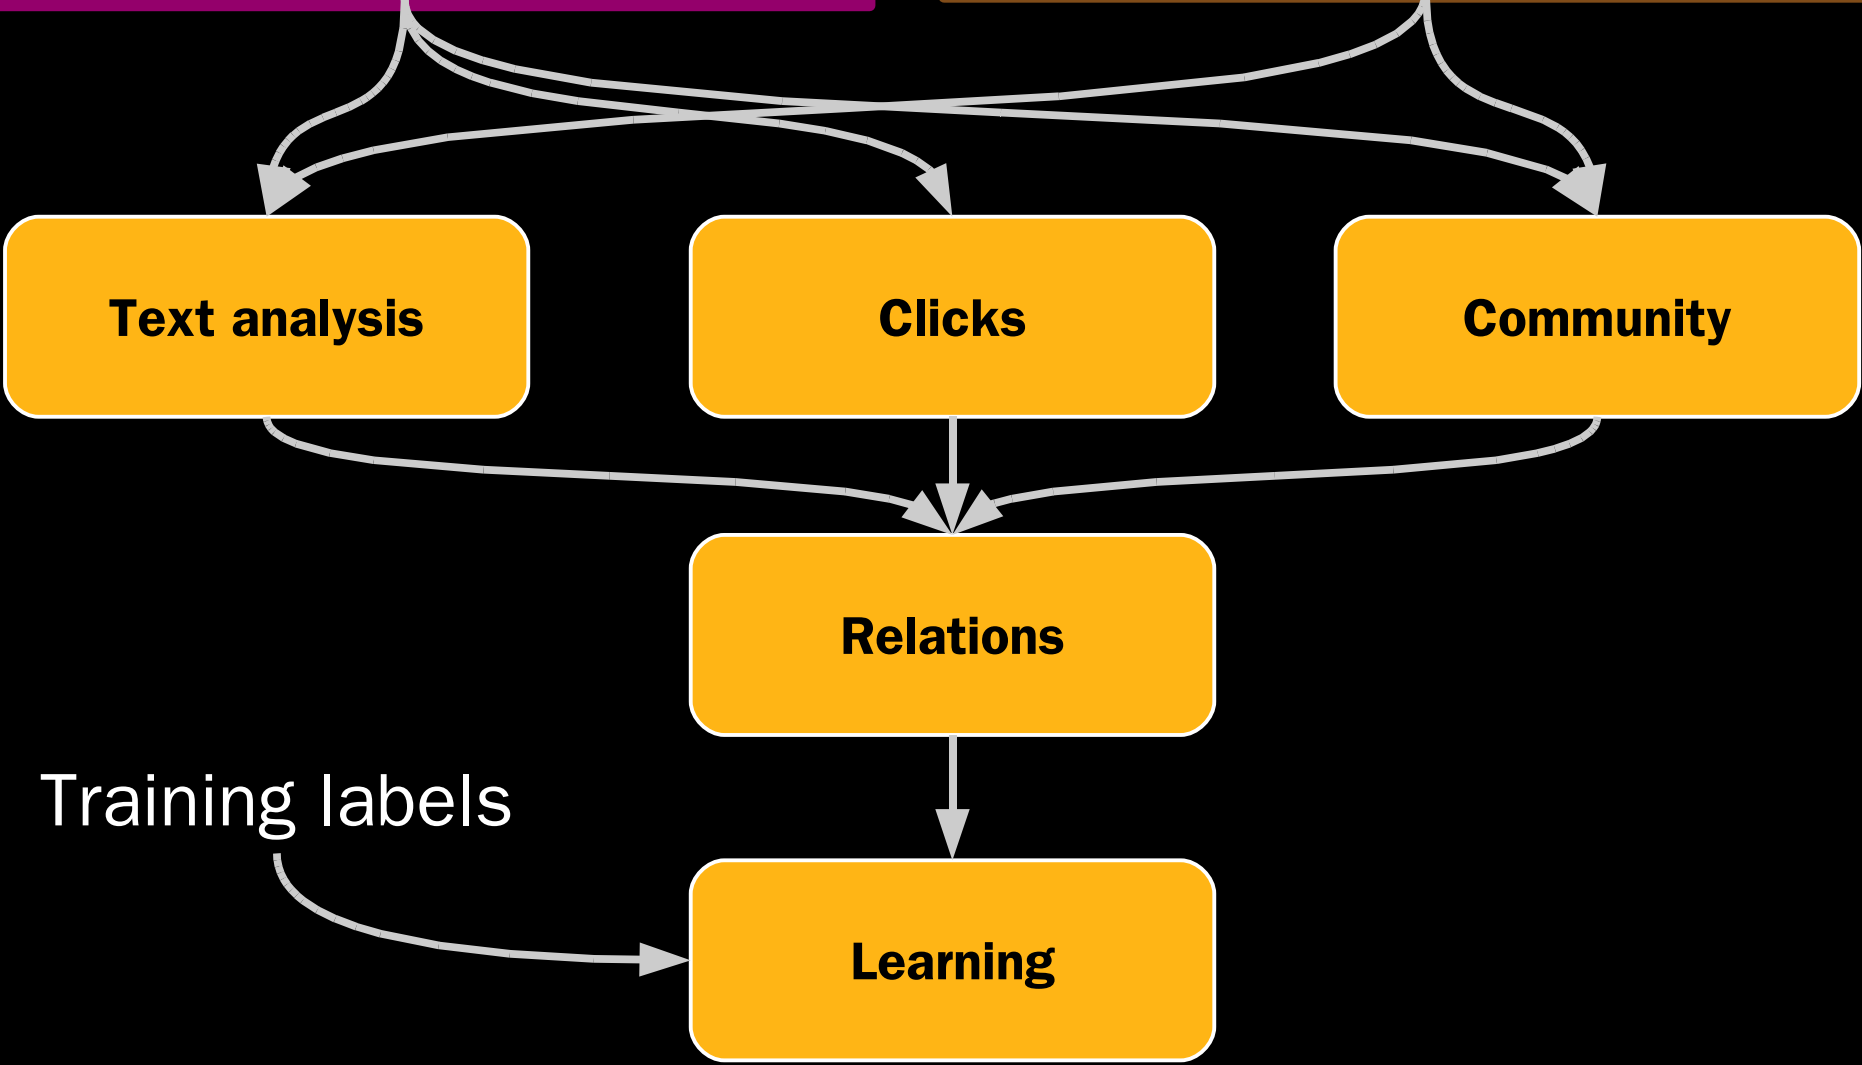 Text analysis
Clicks
Community
Relations
Training labels
Learning